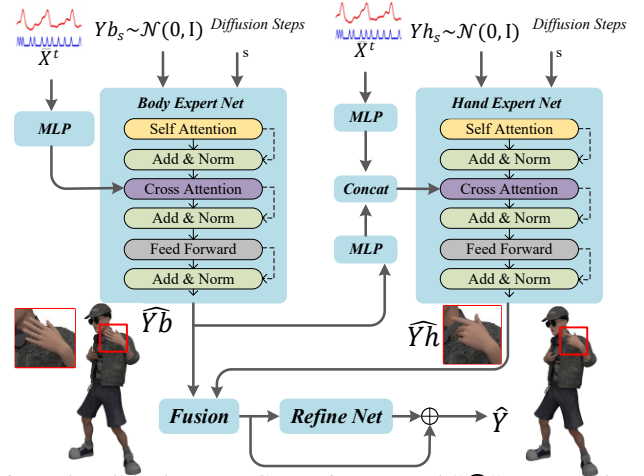 X̄ᵗ
Yb_s~𝒩(0, I)
Diffusion Steps
s
X̄ᵗ
Yh_s~𝒩(0, I)
Diffusion Steps
s
MLP
Body Expert Net
Self Attention
Add & Norm
Cross Attention
Add & Norm
Feed Forward
Add & Norm
MLP
Concat
MLP
Hand Expert Net
Self Attention
Add & Norm
Cross Attention
Add & Norm
Feed Forward
Add & Norm
Ŷb
Ŷh
Fusion
Refine Net
⊕
Ŷ